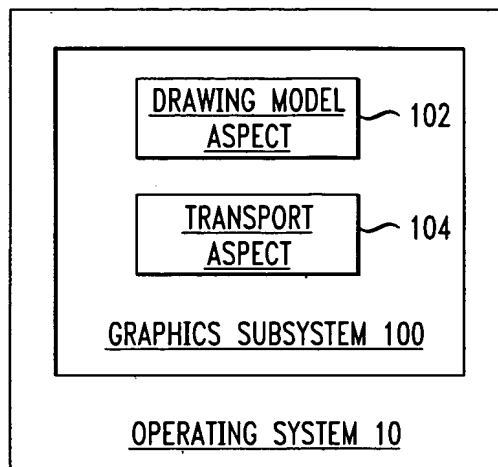 DRAWING MODEL
ASPECT
102
TRANSPORT
ASPECT
104
GRAPHICS SUBSYSTEM 100
OPERATING SYSTEM 10